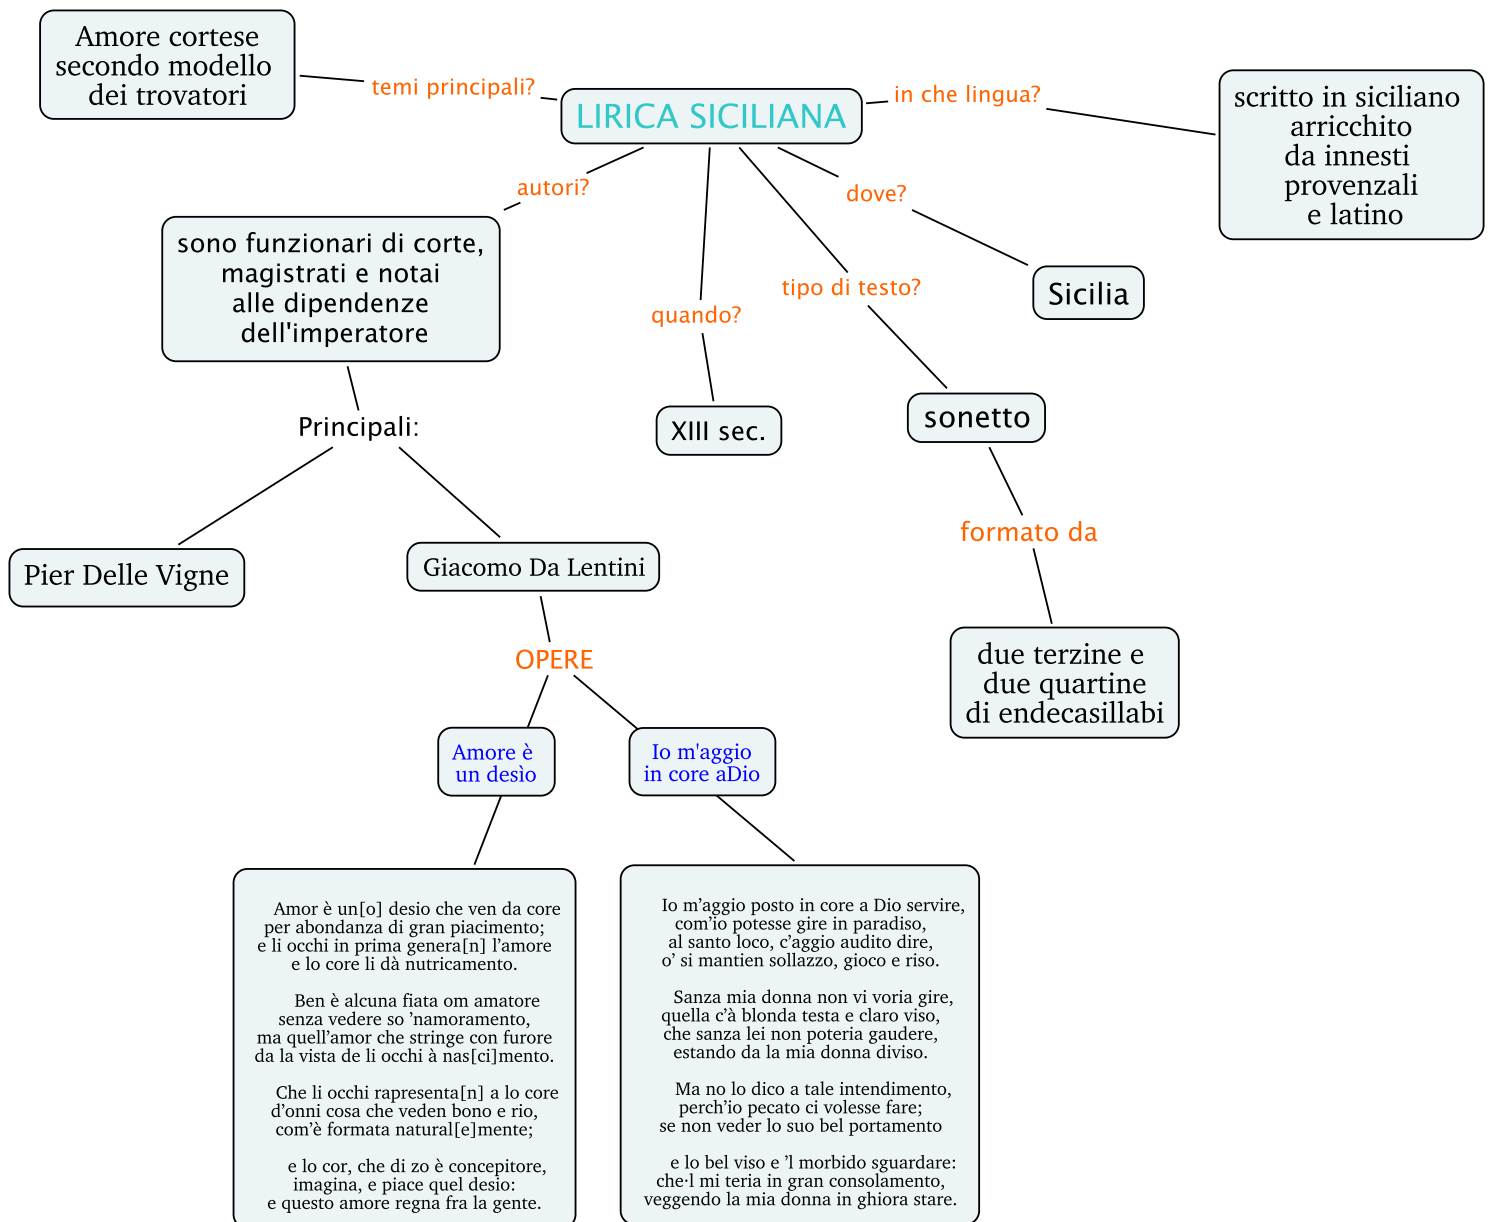 Amore cortese
secondo modello
dei trovatori
temi principali?
LIRICA SICILIANA
in che lingua?
scritto in siciliano
arricchito
da innesti
provenzali
e latino
autori?
dove?
sono funzionari di corte,
magistrati e notai
alle dipendenze
dell'imperatore
quando?
tipo di testo?
Sicilia
Principali:
XIII sec.
sonetto
formato da
Pier Delle Vigne
Giacomo Da Lentini
due terzine e
due quartine
di endecasillabi
OPERE
Amore è
un desìo
Io m'aggio
in core aDio
Amor è un[o] desio che ven da core
per abondanza di gran piacimento;
e li occhi in prima genera[n] l’amore
e lo core li dà nutricamento.
Ben è alcuna fiata om amatore
senza vedere so ’namoramento,
ma quell’amor che stringe con furore
da la vista de li occhi à nas[ci]mento.
Che li occhi rapresenta[n] a lo core
d’onni cosa che veden bono e rio,
com’è formata natural[e]mente;
e lo cor, che di zo è concepitore,
imagina, e piace quel desio:
e questo amore regna fra la gente.
Io m’aggio posto in core a Dio servire,
com’io potesse gire in paradiso,
al santo loco, c’aggio audito dire,
o’ si mantien sollazzo, gioco e riso.
Sanza mia donna non vi voria gire,
quella c’à blonda testa e claro viso,
che sanza lei non poteria gaudere,
estando da la mia donna diviso.
Ma no lo dico a tale intendimento,
perch’io pecato ci volesse fare;
se non veder lo suo bel portamento
e lo bel viso e ’l morbido sguardare:
che·l mi teria in gran consolamento,
veggendo la mia donna in ghiora stare.